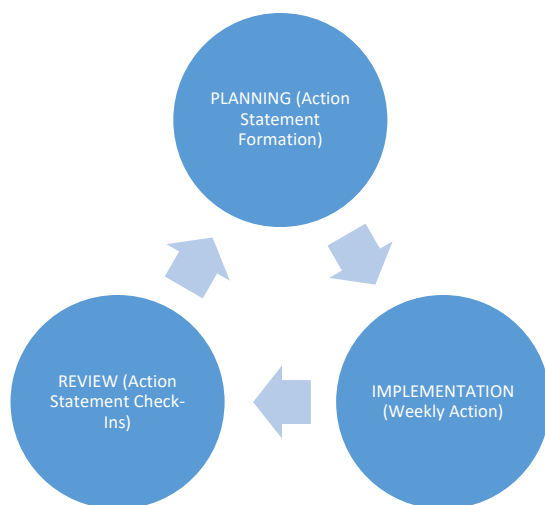 PLANNING (Action
Statement
Formation)
IMPLEMENTATION
(Weekly Action)
REVIEW (Action
Statement Check-
Ins)